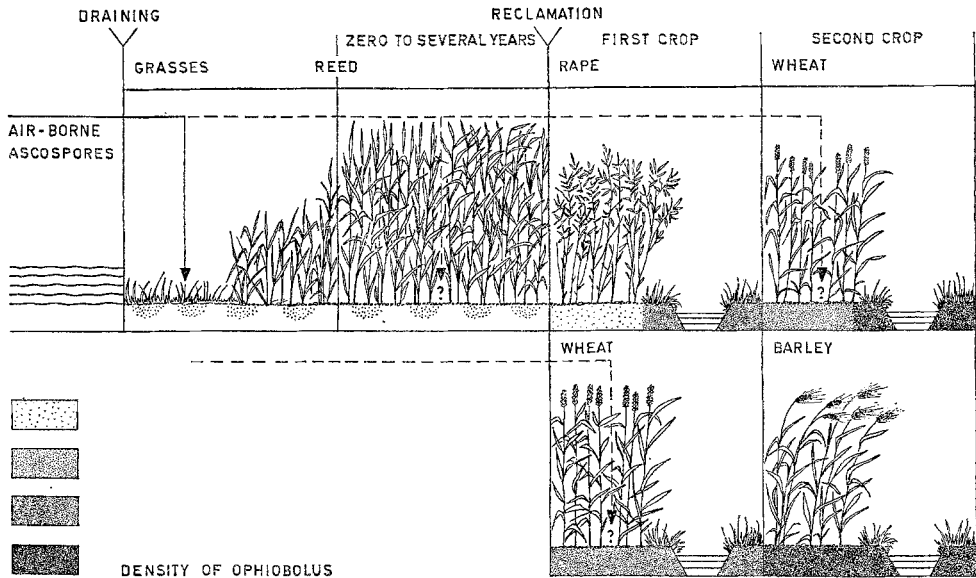 DRAINING
RECLAMATION
ZERO TO SEVERAL YEARS
FIRST CROP
SECOND CROP
GRASSES
REED
RAPE
WHEAT
AIR-BORNE
ASCOSPORES
?
?
WHEAT
BARLEY
?
DENSITY OF OPHIOBOLUS